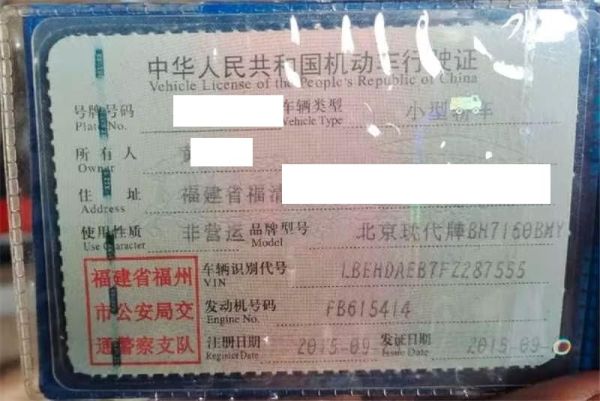 中华人民共和国机动车行驶证
Vehicle License of the People's Republic of China
号牌号码 车辆类型 小型轿车
Plate No. Vehicle Type
所有人 黄
Owner
住址 福建省福清
Address
使用性质 非营运 品牌型号 北京现代牌BH7160BMY
Use Character Model
福建省福州 车辆识别代号 LBEHDAEB7FZ287555
VIN
市公安局交 发动机号码 FB615414
Engine No.
通警察支队 注册日期 2015-09- 发证日期 2015-09-
Register Date Issue Date